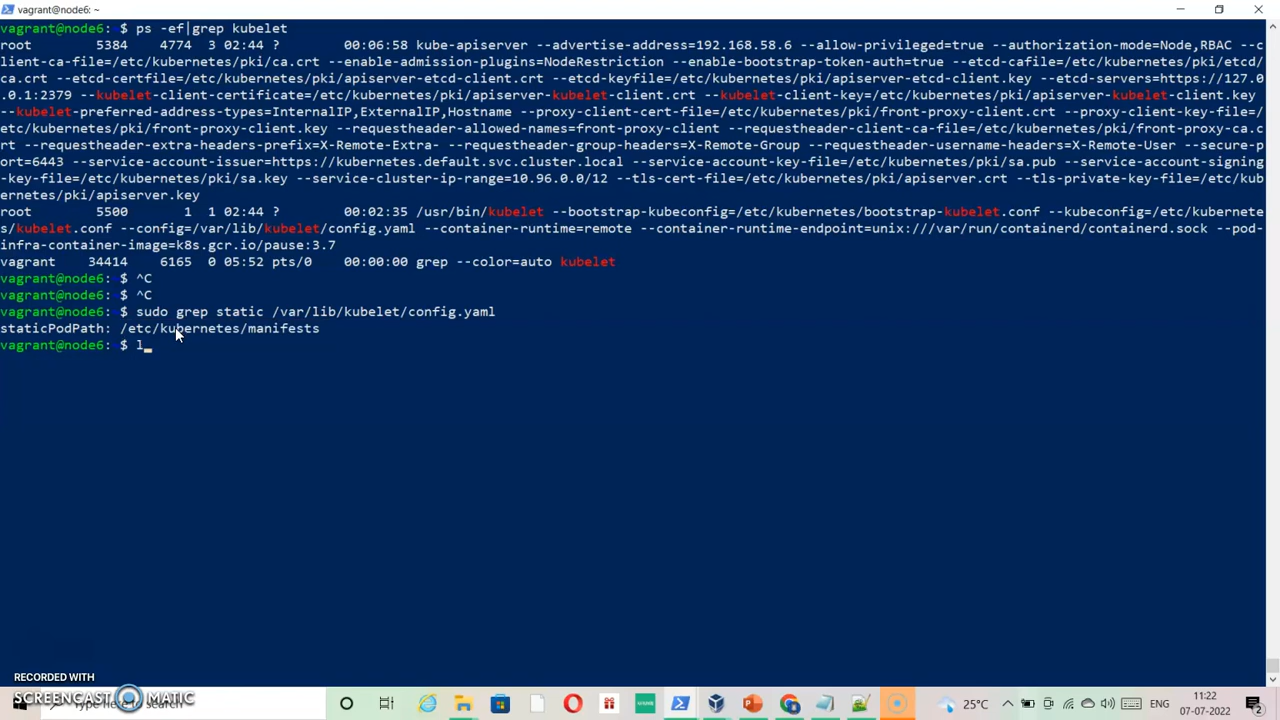 vagrant@node6: ~
vagrant@node6: $ ps -ef|grep kubelet
root 5384 4774 3 02:44 ? 00:06:58 kube-apiserver --advertise-address=192.168.58.6 --allow-privileged=true --authorization-mode=Node,RBAC --c
lient-ca-file=/etc/kubernetes/pki/ca.crt --enable-admission-plugins=NodeRestriction --enable-bootstrap-token-auth=true --etcd-cafile=/etc/kubernetes/pki/etcd/
ca.crt --etcd-certfile=/etc/kubernetes/pki/apiserver-etcd-client.crt --etcd-keyfile=/etc/kubernetes/pki/apiserver-etcd-client.key --etcd-servers=https://127.0
.0.1:2379 --kubelet-client-certificate=/etc/kubernetes/pki/apiserver-kubelet-client.crt --kubelet-client-key=/etc/kubernetes/pki/apiserver-kubelet-client.key
--kubelet-preferred-address-types=InternalIP,ExternalIP,Hostname --proxy-client-cert-file=/etc/kubernetes/pki/front-proxy-client.crt --proxy-client-key-file=/
etc/kubernetes/pki/front-proxy-client.key --requestheader-allowed-names=front-proxy-client --requestheader-client-ca-file=/etc/kubernetes/pki/front-proxy-ca.c
rt --requestheader-extra-headers-prefix=X-Remote-Extra- --requestheader-group-headers=X-Remote-Group --requestheader-username-headers=X-Remote-User --secure-p
ort=6443 --service-account-issuer=https://kubernetes.default.svc.cluster.local --service-account-key-file=/etc/kubernetes/pki/sa.pub --service-account-signing
-key-file=/etc/kubernetes/pki/sa.key --service-cluster-ip-range=10.96.0.0/12 --tls-cert-file=/etc/kubernetes/pki/apiserver.crt --tls-private-key-file=/etc/kub
ernetes/pki/apiserver.key
root 5500 1 1 02:44 ? 00:02:35 /usr/bin/kubelet --bootstrap-kubeconfig=/etc/kubernetes/bootstrap-kubelet.conf --kubeconfig=/etc/kubernete
s/kubelet.conf --config=/var/lib/kubelet/config.yaml --container-runtime=remote --container-runtime-endpoint=unix:///var/run/containerd/containerd.sock --pod-
infra-container-image=k8s.gcr.io/pause:3.7
vagrant 34414 6165 0 05:52 pts/0 00:00:00 grep --color=auto kubelet
vagrant@node6: $ ^C
vagrant@node6: $ ^C
vagrant@node6: $ sudo grep static /var/lib/kubelet/config.yaml
staticPodPath: /etc/kubernetes/manifests
vagrant@node6: $ l_
RECORDED WITH
SCREENCAST MATIC
25°C
ENG
11:22
07-07-2022
2